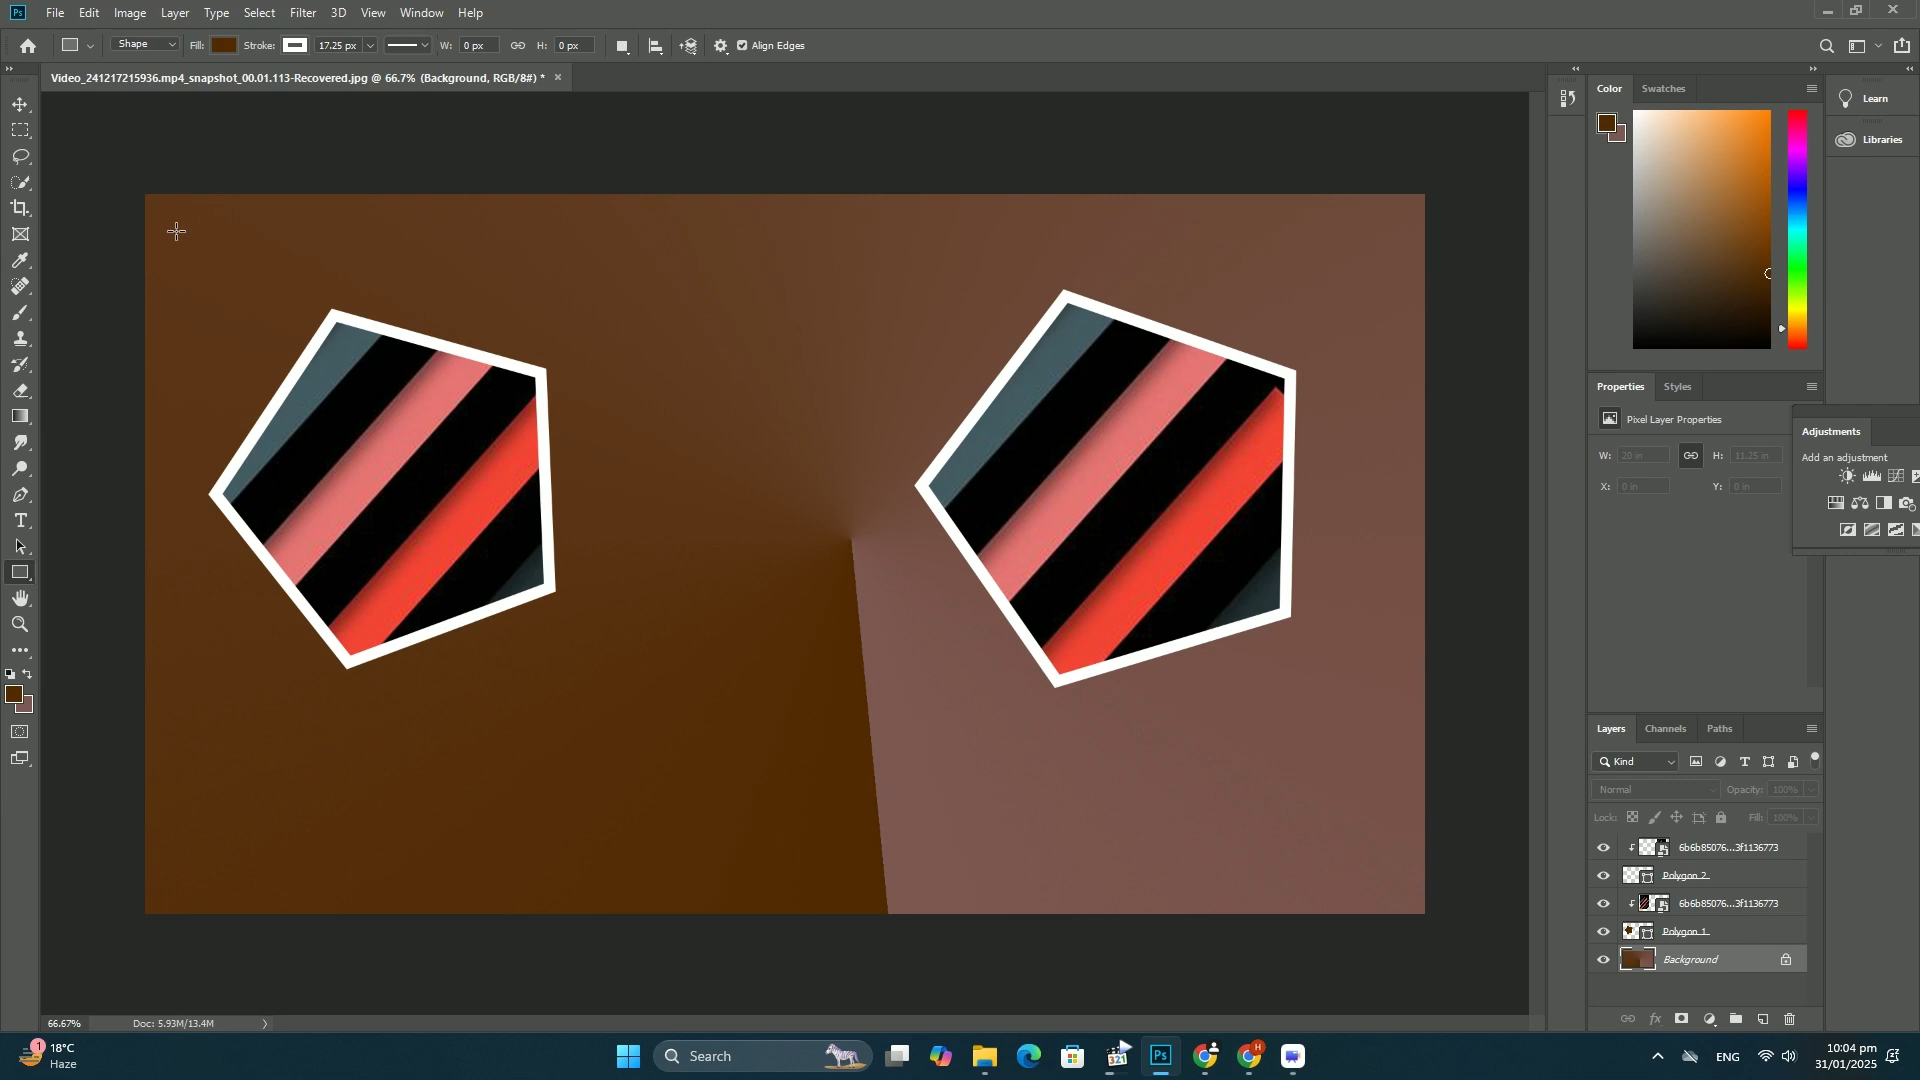 Ps File Edit Image Layer Type Select Filter 3D View Window Help
Shape Fill: Stroke: 17.25 px W: 0 px H: 0 px Align Edges
Video_241217215936.mp4_snapshot_00.01.113-Recovered.jpg @ 66.7% (Background, RGB/8#) *
Color Swatches
Learn
Libraries
Properties Styles
Pixel Layer Properties
W: 20 in H: 11.25 in
X: 0 in Y: 0 in
Adjustments
Add an adjustment
Layers Channels Paths
Kind
Normal Opacity: 100%
Lock: Fill: 100%
6b6b85076...3f1136773
Polygon 2
6b6b85076...3f1136773
Polygon 1
Background
66.67% Doc: 5.93M/13.4M
1
18°C
Haze
Search
321
Ps
H
ENG
10:04 pm
31/01/2025